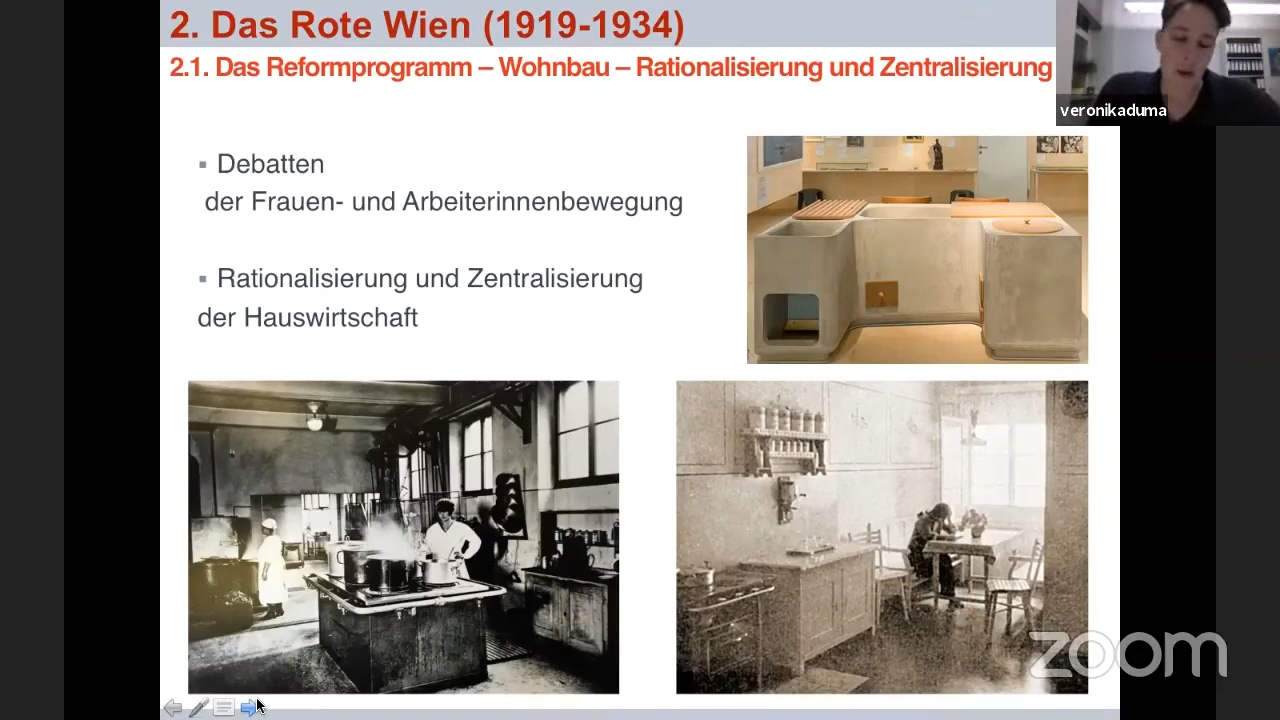 2. Das Rote Wien (1919-1934)
2.1. Das Reformprogramm – Wohnbau – Rationalisierung und Zentralisierung
veronikaduma
▪ Debatten
der Frauen- und Arbeiterinnenbewegung
▪ Rationalisierung und Zentralisierung
der Hauswirtschaft
zoom